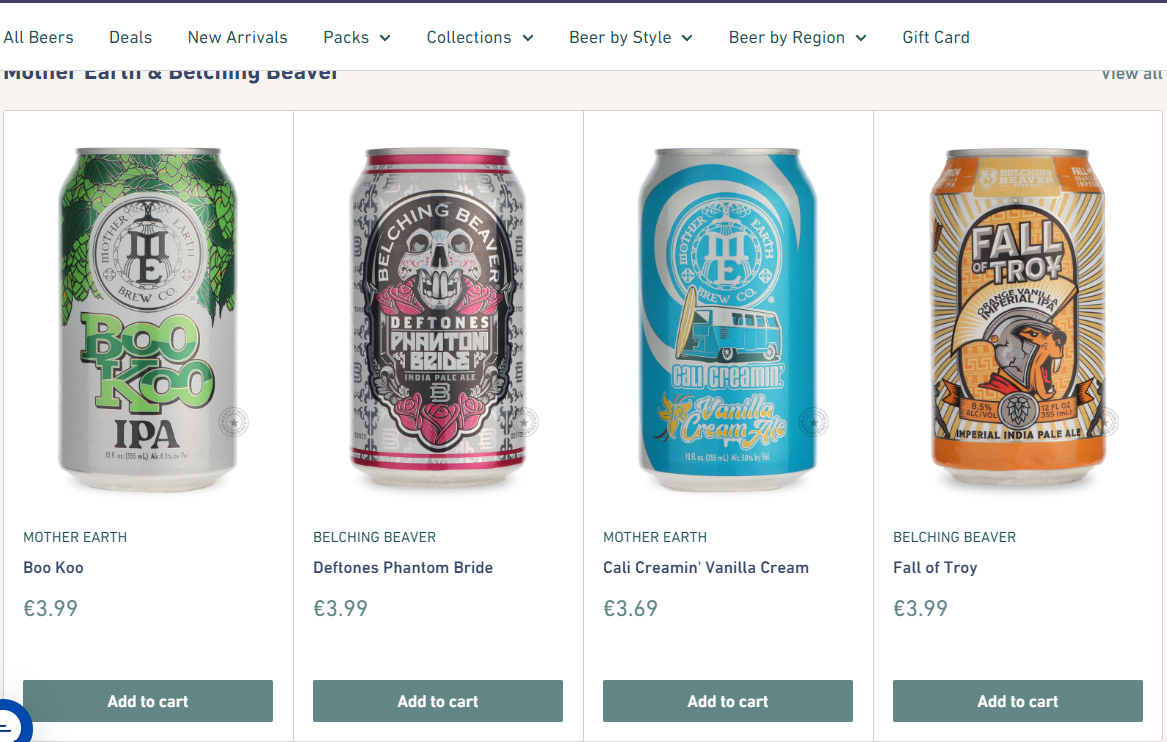 All Beers Deals New Arrivals Packs Collections Beer by Style Beer by Region Gift Card
Mother Earth & Belching Beaver View all
MOTHER EARTH
ME
BREW CO.
BOO
KOO
IPA
12 fl. oz. (355 mL) Alc 6.5% by Vol
BELCHING BEAVER
DEFTONES
PHANTOM
BRIDE
INDIA PALE ALE
B
MOTHER EARTH
ME
BREW CO.
CALI CREAMIN'
Vanilla
Cream Ale
12 fl. oz. (355 mL) Alc 5.0% by Vol
BELCHING
BEAVER
FALL
OF TROY
ORANGE VANILLA
IMPERIAL IPA
12 FL OZ
ALC/VOL
355 (mL)
IMPERIAL INDIA PALE ALE
MOTHER EARTH
Boo Koo
€3.99
Add to cart
BELCHING BEAVER
Deftones Phantom Bride
€3.99
Add to cart
MOTHER EARTH
Cali Creamin' Vanilla Cream
€3.69
Add to cart
BELCHING BEAVER
Fall of Troy
€3.99
Add to cart